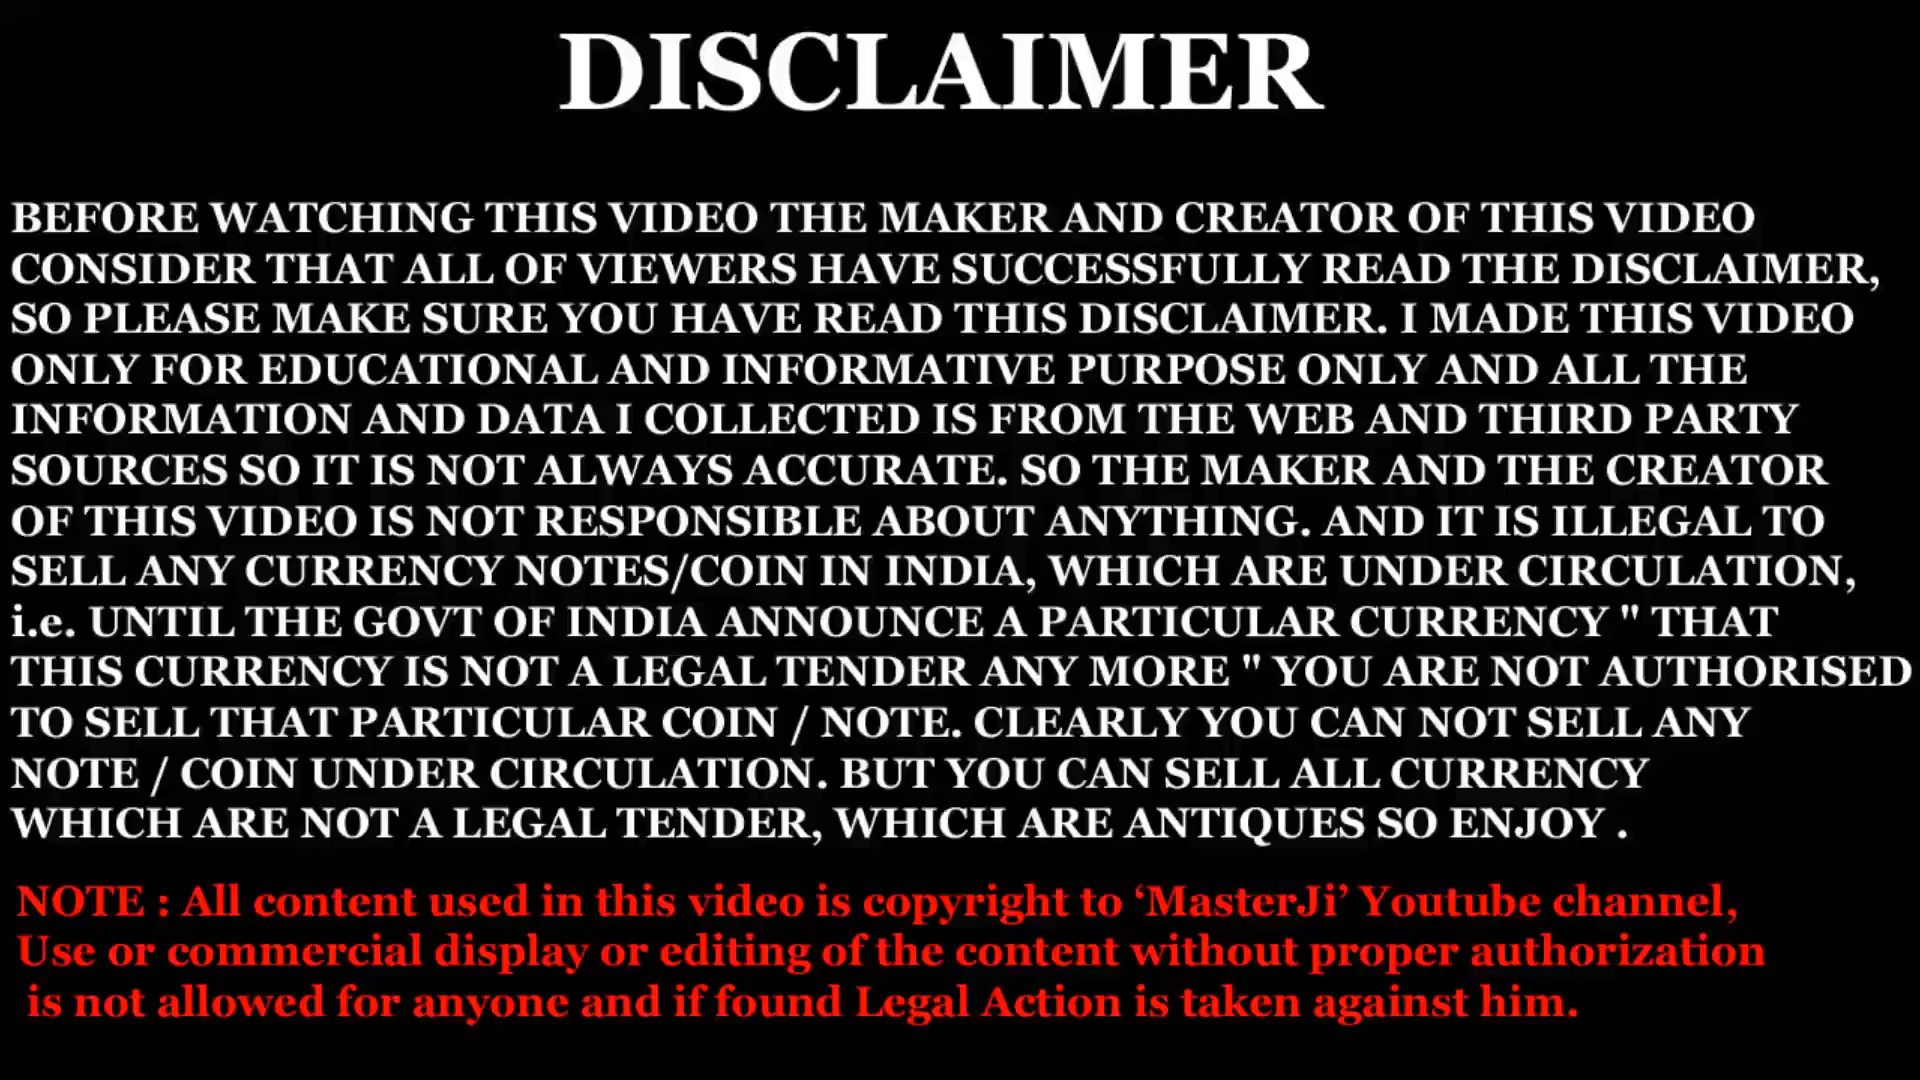 DISCLAIMER
BEFORE WATCHING THIS VIDEO THE MAKER AND CREATOR OF THIS VIDEO
CONSIDER THAT ALL OF VIEWERS HAVE SUCCESSFULLY READ THE DISCLAIMER,
SO PLEASE MAKE SURE YOU HAVE READ THIS DISCLAIMER. I MADE THIS VIDEO
ONLY FOR EDUCATIONAL AND INFORMATIVE PURPOSE ONLY AND ALL THE
INFORMATION AND DATA I COLLECTED IS FROM THE WEB AND THIRD PARTY
SOURCES SO IT IS NOT ALWAYS ACCURATE. SO THE MAKER AND THE CREATOR
OF THIS VIDEO IS NOT RESPONSIBLE ABOUT ANYTHING. AND IT IS ILLEGAL TO
SELL ANY CURRENCY NOTES/COIN IN INDIA, WHICH ARE UNDER CIRCULATION,
i.e. UNTIL THE GOVT OF INDIA ANNOUNCE A PARTICULAR CURRENCY " THAT
THIS CURRENCY IS NOT A LEGAL TENDER ANY MORE " YOU ARE NOT AUTHORISED
TO SELL THAT PARTICULAR COIN / NOTE. CLEARLY YOU CAN NOT SELL ANY
NOTE / COIN UNDER CIRCULATION. BUT YOU CAN SELL ALL CURRENCY
WHICH ARE NOT A LEGAL TENDER, WHICH ARE ANTIQUES SO ENJOY .
NOTE : All content used in this video is copyright to ‘MasterJi’ Youtube channel,
Use or commercial display or editing of the content without proper authorization
is not allowed for anyone and if found Legal Action is taken against him.